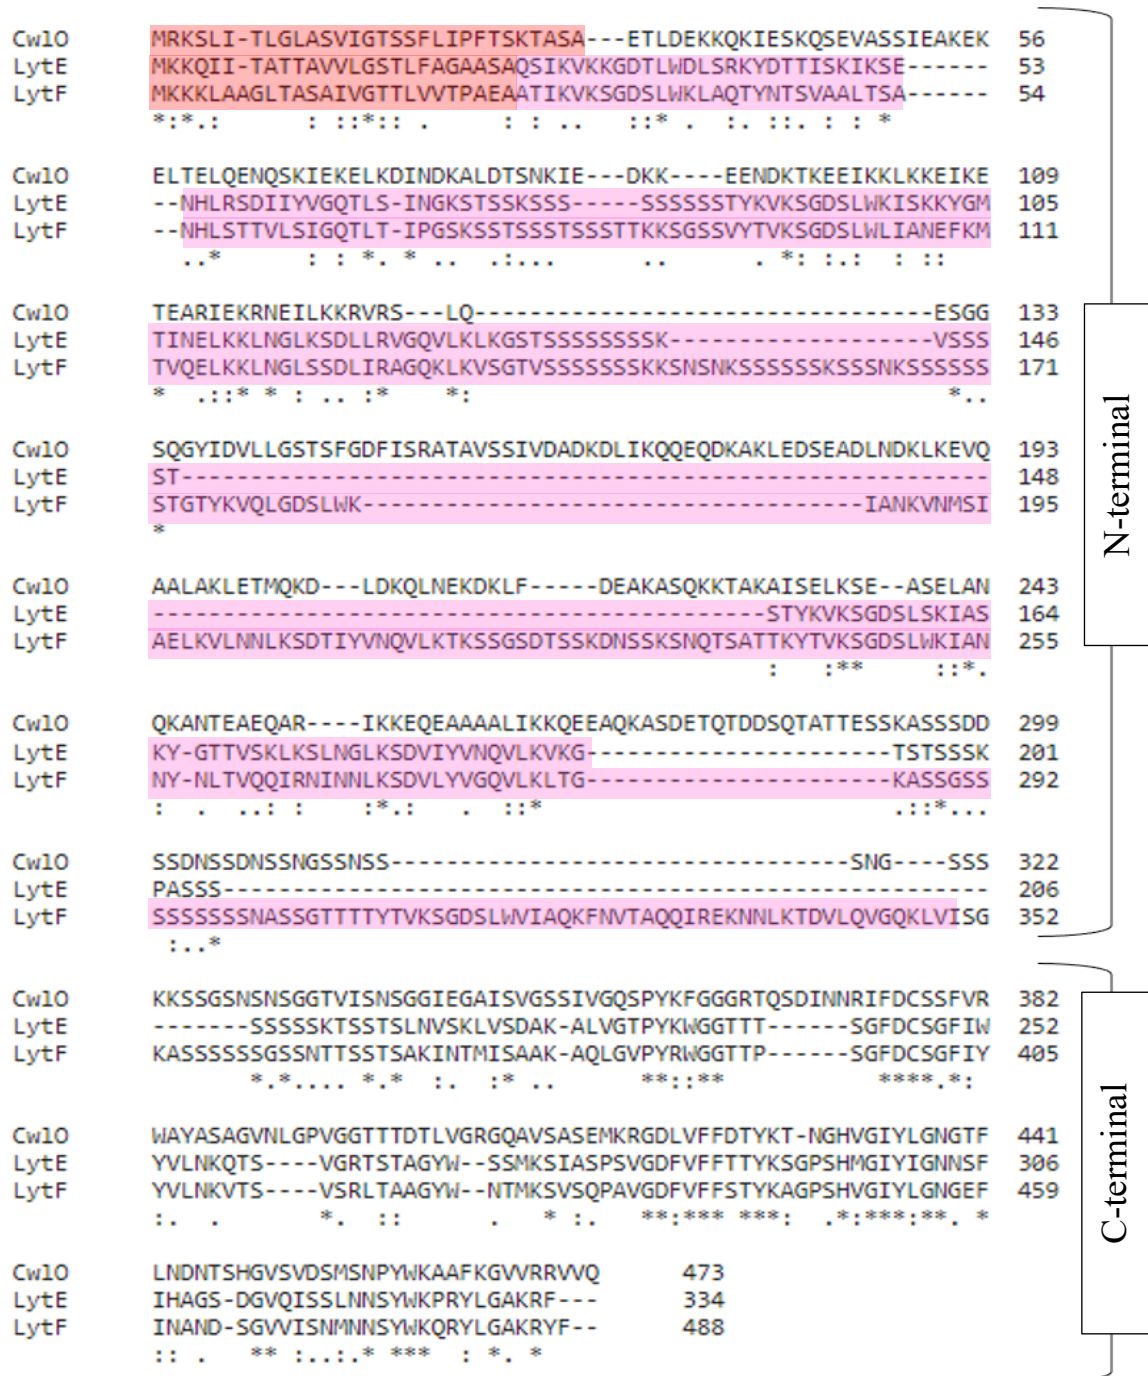 CwlO MRKSLI-TLGLASVIGTSSFLIPFTSKTASA---ETLDEKKQKIESKQSEVASSIEAKEK 56
LytE MKKQII-TATTAVVLGSTLFAGAASAQSIKVKKGDTLWDLSRKYDTTISKIKSE------ 53
LytF MKKKLAAGLTASAIVGTTLVVTPAEAATIKVKSGDSLWKLAQTYNTSVAALTSA------ 54
*:*.: : ::*:: . : : .. ::* . :. ::. : : *
CwlO ELTELQENQSKIEKELKDINDKALDTSNKIE---DKK----EENDKTKEEIKKLKKEIKE 109
LytE --NHLRSDIIYVGQTLS-INGKSTSSKSSS-----SSSSSSTYKVKSGDSLWKISKKYGM 105
LytF --NHLSTTVLSIGQTLT-IPGSKSSTSSSTSSSTTKKSGSSVYTVKSGDSLWLIANEFKM 111
..* : : *. * .. .:... .. . *: :.: : ::
CwlO TEARIEKRNEILKKRVRS---LQ---------------------------------ESGG 133
LytE TINELKKLNGLKSDLLRVGQVLKLKGSTSSSSSSSSK-------------------VSSS 146
LytF TVQELKKLNGLSSDLIRAGQKLKVSGTVSSSSSSSSKKSNSNKSSSSSSKSSSNKSSSSSS 171
* .::* * : .. :* *: *..
CwlO SQGYIDVLLGSTSFGDFISRATAVSSIVDADKDLIKQQEQDKAKLEDSEADLNDKLKEVQ 193
LytE ST---------------------------------------------------------- 148
LytF STGTYKVQLGDSLWK------------------------------------IANKVNMSI 195
*
CwlO AALAKLETMQKD---LDKQLNEKDKLF-----DEAKASQKKTAKAISELKSE--ASELAN 243
LytE --------------------------------------------STYKVKSGDSLSKIAS 164
LytF AELKVLNNLKSDTIYVNQVLKTKSSGSDTSSKDNSSKSNQTSATTKYTVKSGDSLWKIAN 255
: :** ::*.
CwlO QKANTEAEQAR----IKKEQEAAAALIKKQEEAQKASDETQTDDSQTATTESSKASSSDD 299
LytE KY-GTTVSKLKSLNGLKSDVIYVNQVLKVKG----------------------TSTSSSK 201
LytF NY-NLTVQQIRNINNLKSDVLYVGQVLKLTG----------------------KASSGSS 292
: . ..: : :*.: . ::* .::*...
CwlO SSDNSSDNSSNGSSNSS---------------------------------SNG----SSS 322
LytE PASSS------------------------------------------------------- 206
LytF SSSSSSSNASSGTTTTYTVKSGDSLWVIAQKFNVTAQQIREKNNLKTDVLQVGQKLVISG 352
:..*
CwlO KKSSGSNSNSGGTVISNSGGIEGAISVGSSIVGQSPYKFGGGRTQSDINNRIFDCSSFVR 382
LytE -------SSSSSKTSSTSLNVSKLVSDAK-ALVGTPYKWGGTTT------SGFDCSGFIW 252
LytF KASSSSSSGSSNTTSSTSAKINTMISAAK-AQLGVPYRWGGTTP------SGFDCSGFIY 405
*.*.... *.* :. :* .. **::** ****.*:
CwlO WAYASAGVNLGPVGGTTTDTLVGRGQAVSASEMKRGDLVFFDTYKT-NGHVGIYLGNGTF 441
LytE YVLNKQTS----VGRTSTAGYW--SSMKSIASPSVGDFVFFTTYKSGPSHMGIYIGNNSF 306
LytF YVLNKVTS----VSRLTAAGYW--NTMKSVSQPAVGDFVFFSTYKAGPSHVGIYLGNGEF 459
:. . *. :: . * :. **:*** ***: .*:***:**. *
CwlO LNDNTSHGVSVDSMSNPYWKAAFKGVVRRVVQ 473
LytE IHAGS-DGVQISSLNNSYWKPRYLGAKRF--- 334
LytF INAND-SGVVISNMNNSYWKQRYLGAKRYF-- 488
:: . ** :..:.* *** : *. *
N-terminal
C-terminal